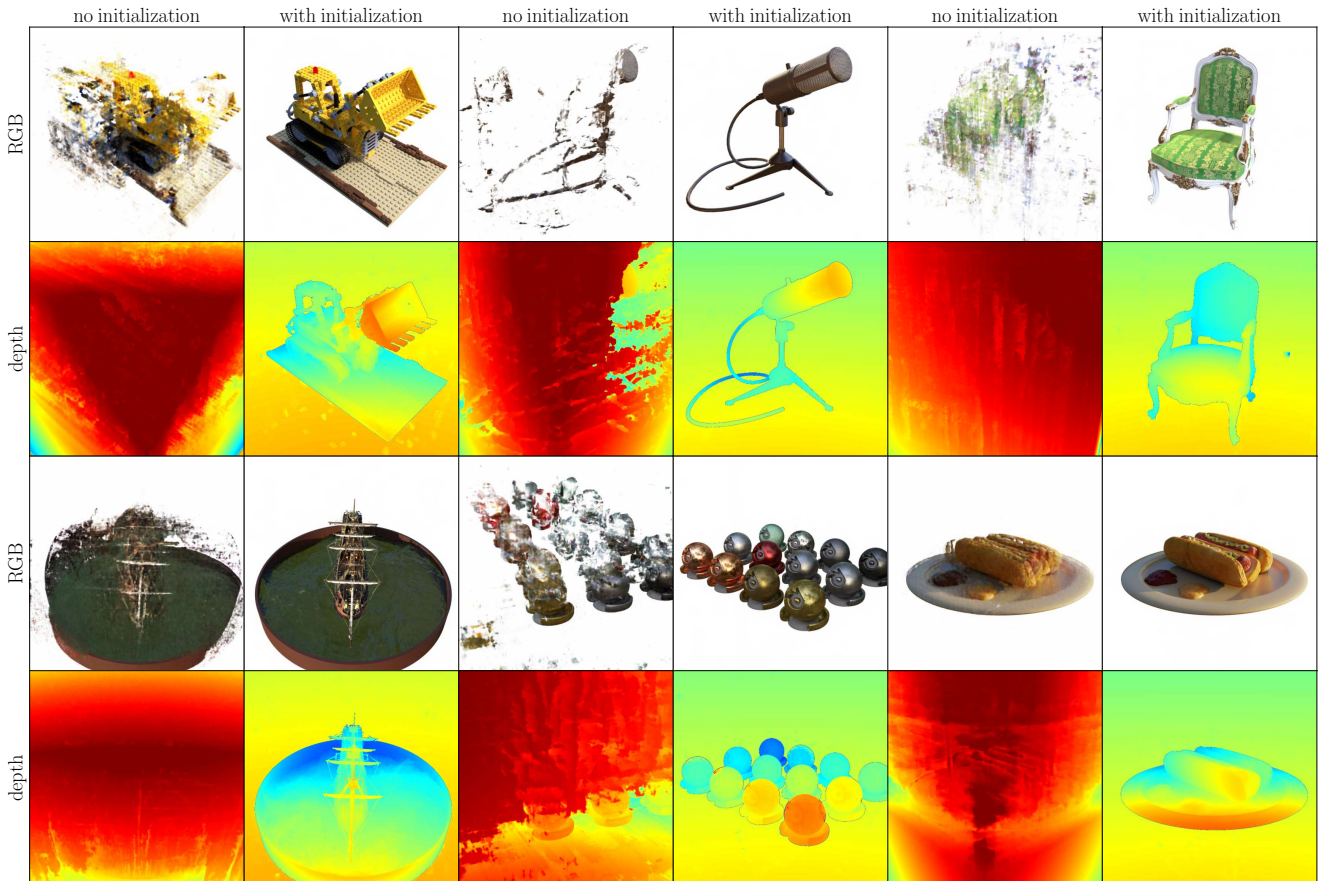 no initialization with initialization no initialization with initialization no initialization with initialization
RGB
depth
RGB
depth